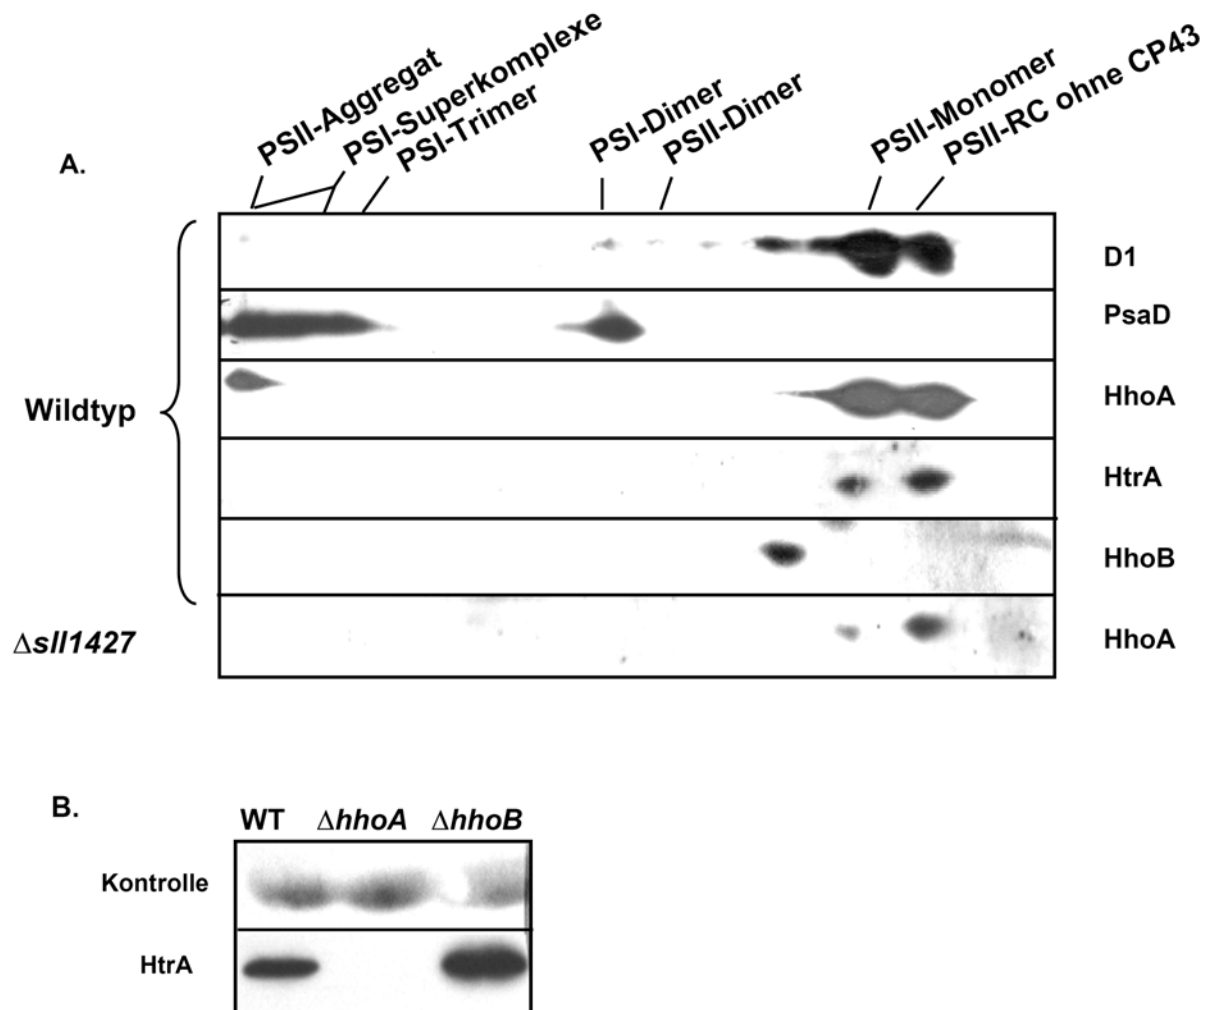 A.
PSII-Aggregat
PSI-Superkomplexe
PSI-Trimer
PSI-Dimer
PSII-Dimer
PSII-Monomer
PSII-RC ohne CP43
Wildtyp
D1
PsaD
HhoA
HtrA
HhoB
Δsll1427
HhoA
B.
WT ΔhhoA ΔhhoB
Kontrolle
HtrA